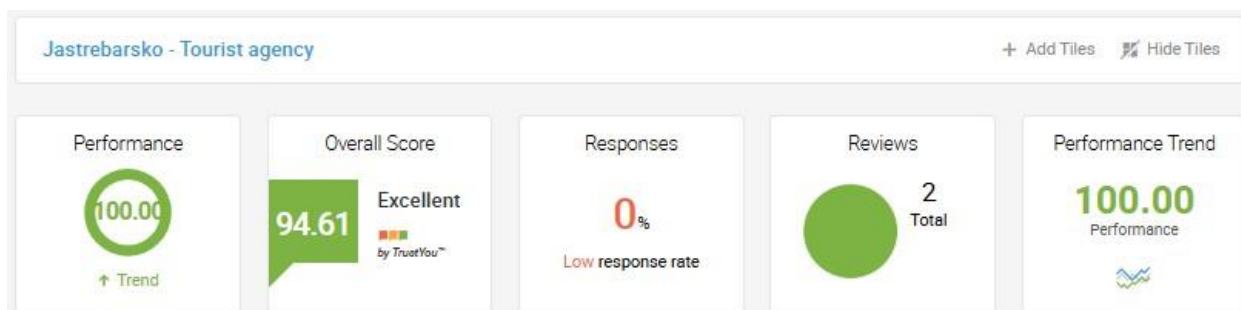 Jastrebarsko - Tourist agency
+ Add Tiles Hide Tiles
Performance
100.00
↑ Trend
Overall Score
94.61
Excellent
by TrustYou™
Responses
0%
Low response rate
Reviews
2
Total
Performance Trend
100.00
Performance